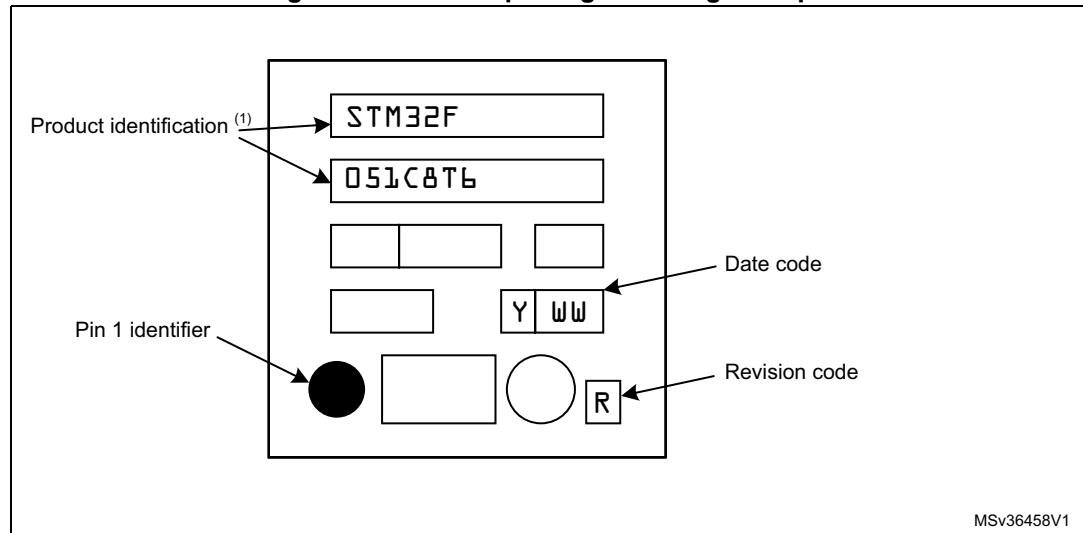 Product identification (1)
STM32F
051C8T6
Date code
Y WW
Pin 1 identifier
Revision code
R
MSv36458V1